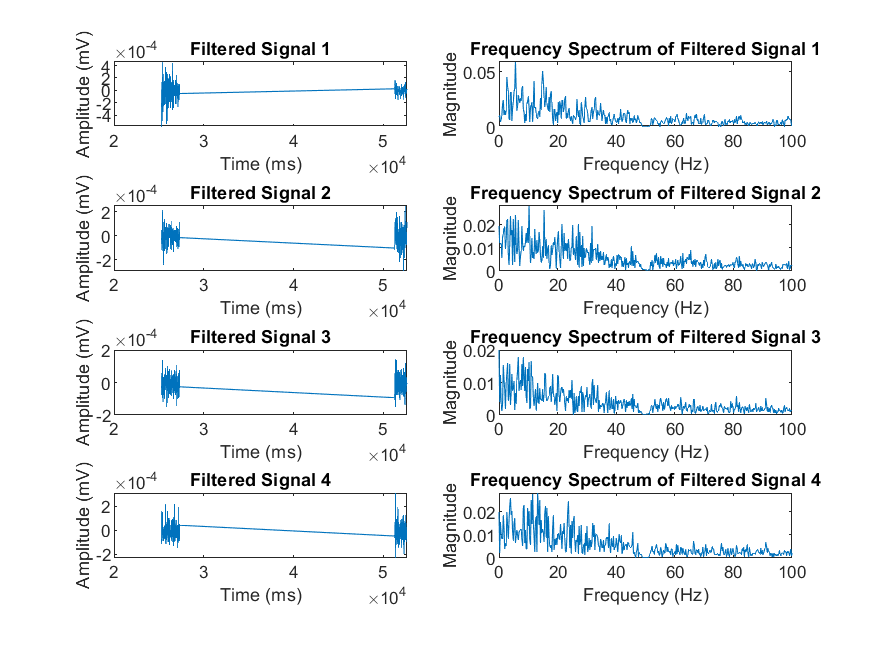 Filtered Signal 1
×10-4
Amplitude (mV)
4
2
0
-2
-4
2 3 4 5
Time (ms)
×104
Frequency Spectrum of Filtered Signal 1
Magnitude
0.05
0
0 20 40 60 80 100
Frequency (Hz)
Filtered Signal 2
×10-4
Amplitude (mV)
2
0
-2
2 3 4 5
Time (ms)
×104
Frequency Spectrum of Filtered Signal 2
Magnitude
0.02
0.01
0
0 20 40 60 80 100
Frequency (Hz)
Filtered Signal 3
×10-4
Amplitude (mV)
2
0
-2
2 3 4 5
Time (ms)
×104
Frequency Spectrum of Filtered Signal 3
Magnitude
0.02
0.01
0
0 20 40 60 80 100
Frequency (Hz)
Filtered Signal 4
×10-4
Amplitude (mV)
2
0
-2
2 3 4 5
Time (ms)
×104
Frequency Spectrum of Filtered Signal 4
Magnitude
0.02
0.01
0
0 20 40 60 80 100
Frequency (Hz)